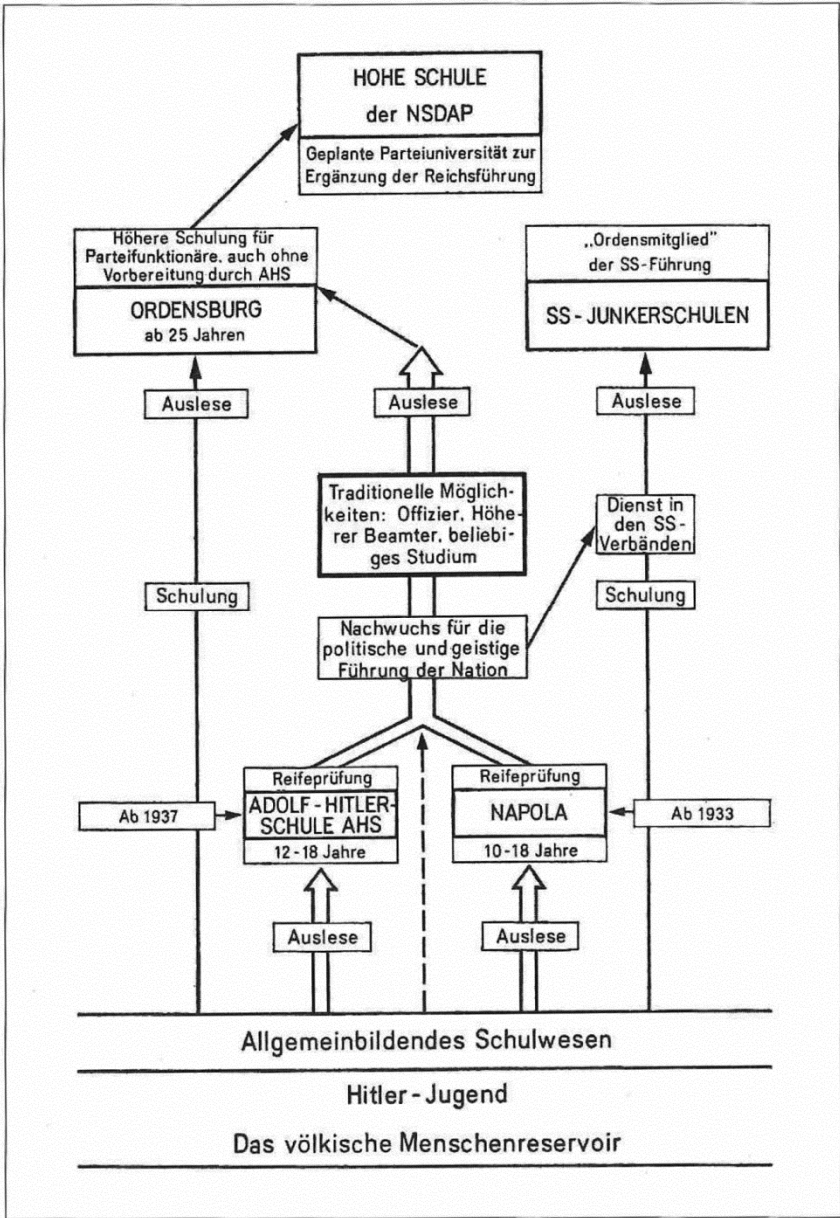 HOHE SCHULE
der NSDAP
Geplante Parteiuniversität zur
Ergänzung der Reichsführung
Höhere Schulung für
Parteifunktionäre, auch ohne
Vorbereitung durch AHS
ORDENSBURG
ab 25 Jahren
„Ordensmitglied"
der SS-Führung
SS-JUNKERSCHULEN
Auslese
Auslese
Auslese
Traditionelle Möglich-
keiten: Offizier, Höhe-
rer Beamter, beliebi-
ges Studium
Dienst in
den SS-
Verbänden
Schulung
Schulung
Nachwuchs für die
politische und geistige
Führung der Nation
Reifeprüfung
ADOLF-HITLER-
SCHULE AHS
12-18 Jahre
Reifeprüfung
NAPOLA
10-18 Jahre
Ab 1937
Ab 1933
Auslese
Auslese
Allgemeinbildendes Schulwesen
Hitler-Jugend
Das völkische Menschenreservoir